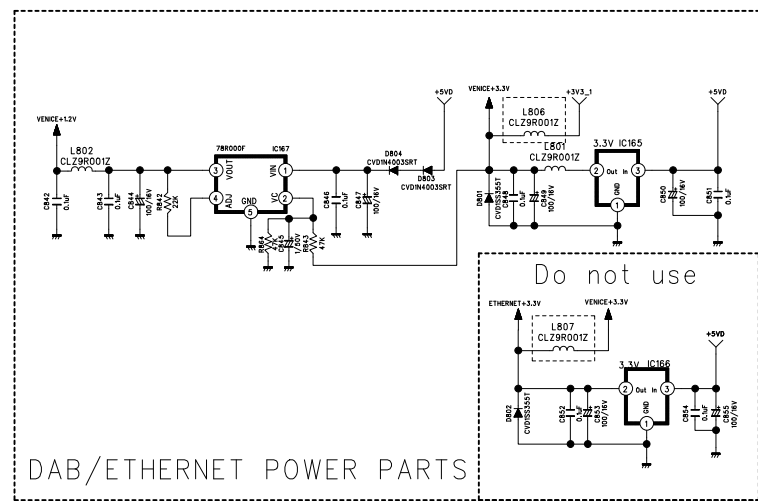 VENICE+1.2V
L802
CLZ9R001Z
C842
0.1uF
C843
0.1uF
C844
100/16V
R842
22K
78R000F
IC167
3
VOUT
4
ADJ
GND
5
VIN
1
VC
2
R864
47K
C845
1/50V
R843
47K
C846
0.1uF
C847
100/16V
D804
CVD1N4003SRT
D803
CVD1N4003SRT
+5VD
VENICE+3.3V
+3V3_1
L806
CLZ9R001Z
L801
CLZ9R001Z
3.3V IC165
2 Out In 3
GND
1
D801
CVD1SS355T
C848
0.1uF
C849
100/16V
+5VD
C850
100/16V
C851
0.1uF
Do not use
ETHERNET+3.3V
VENICE+3.3V
L807
CLZ9R001Z
+5VD
3.3V IC166
2 Out In 3
GND
1
D802
CVD1SS355T
C852
0.1uF
C853
100/16V
C854
0.1uF
C855
100/16V
DAB/ETHERNET POWER PARTS